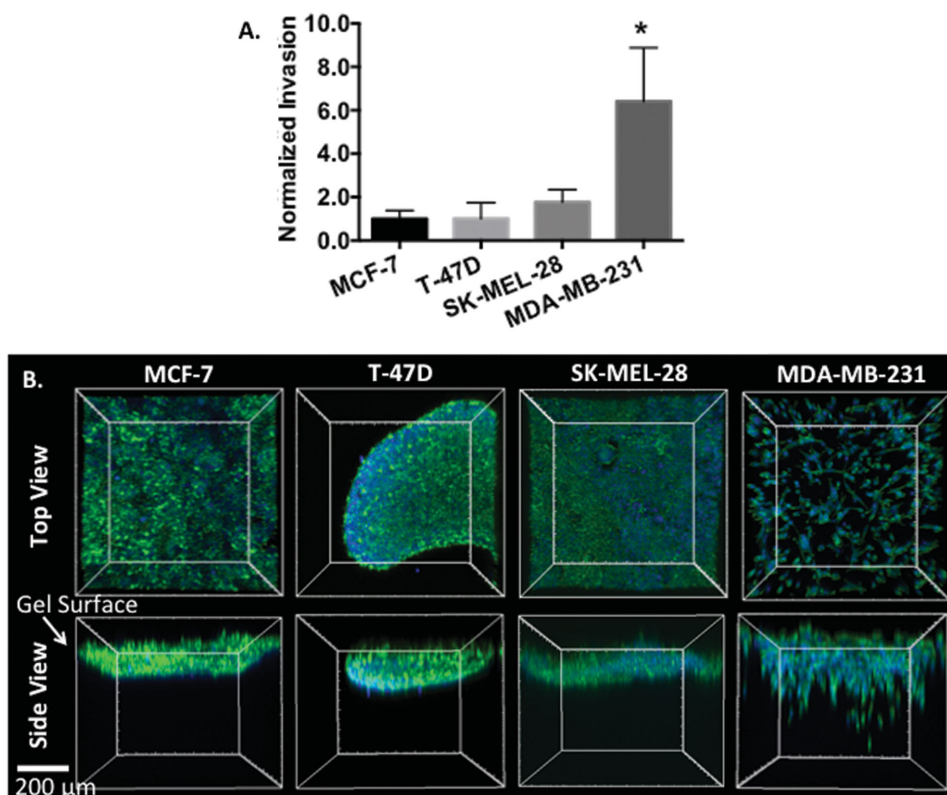 A.
Normalized Invasion
10.0
8.0
6.0
4.0
2.0
0.0
*
MCF-7
T-47D
SK-MEL-28
MDA-MB-231
B.
MCF-7
T-47D
SK-MEL-28
MDA-MB-231
Top View
Gel Surface
Side View
200 μm